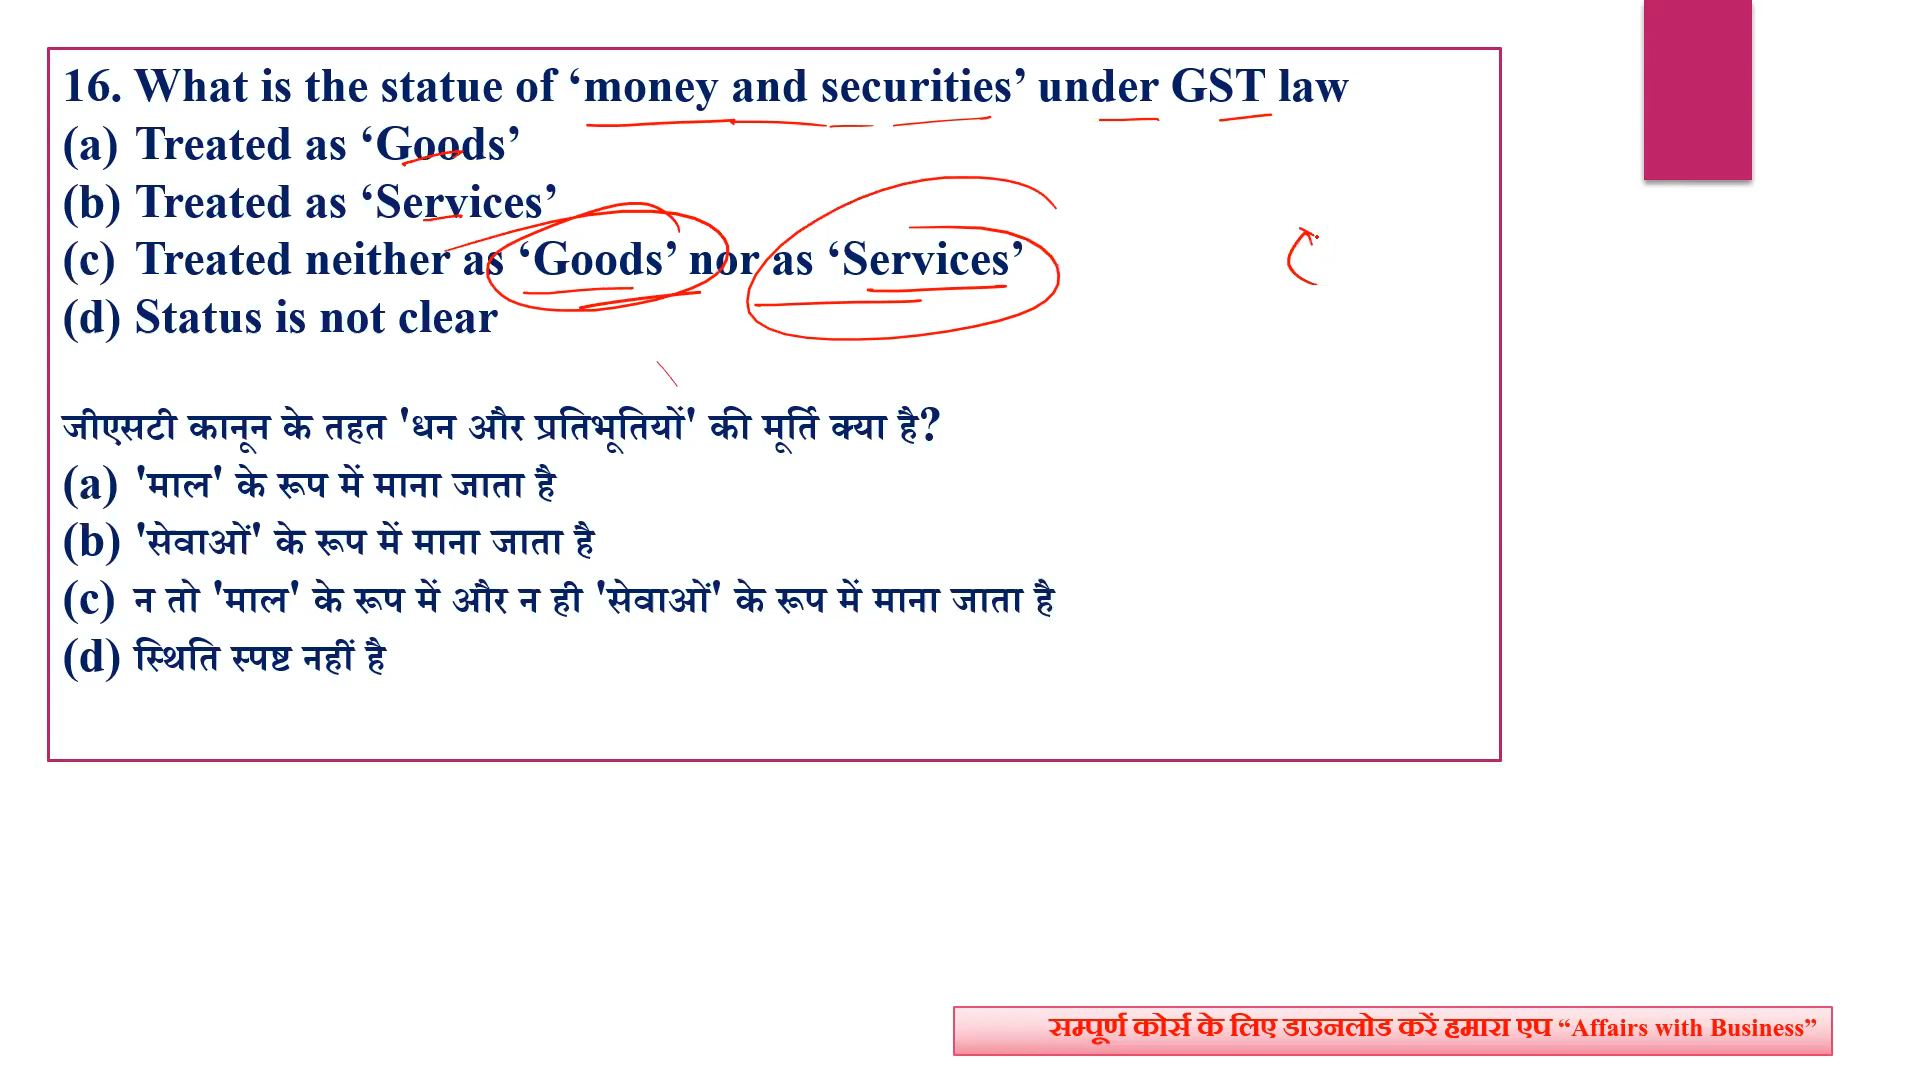 16. What is the statue of ‘money and securities’ under GST law
(a) Treated as ‘Goods’
(b) Treated as ‘Services’
(c) Treated neither as ‘Goods’ nor as ‘Services’
(d) Status is not clear
जीएसटी कानून के तहत 'धन और प्रतिभूतियों' की मूर्ति क्या है?
(a) 'माल' के रूप में माना जाता है
(b) 'सेवाओं' के रूप में माना जाता है
(c) न तो 'माल' के रूप में और न ही 'सेवाओं' के रूप में माना जाता है
(d) स्थिति स्पष्ट नहीं है
सम्पूर्ण कोर्स के लिए डाउनलोड करें हमारा एप “Affairs with Business”